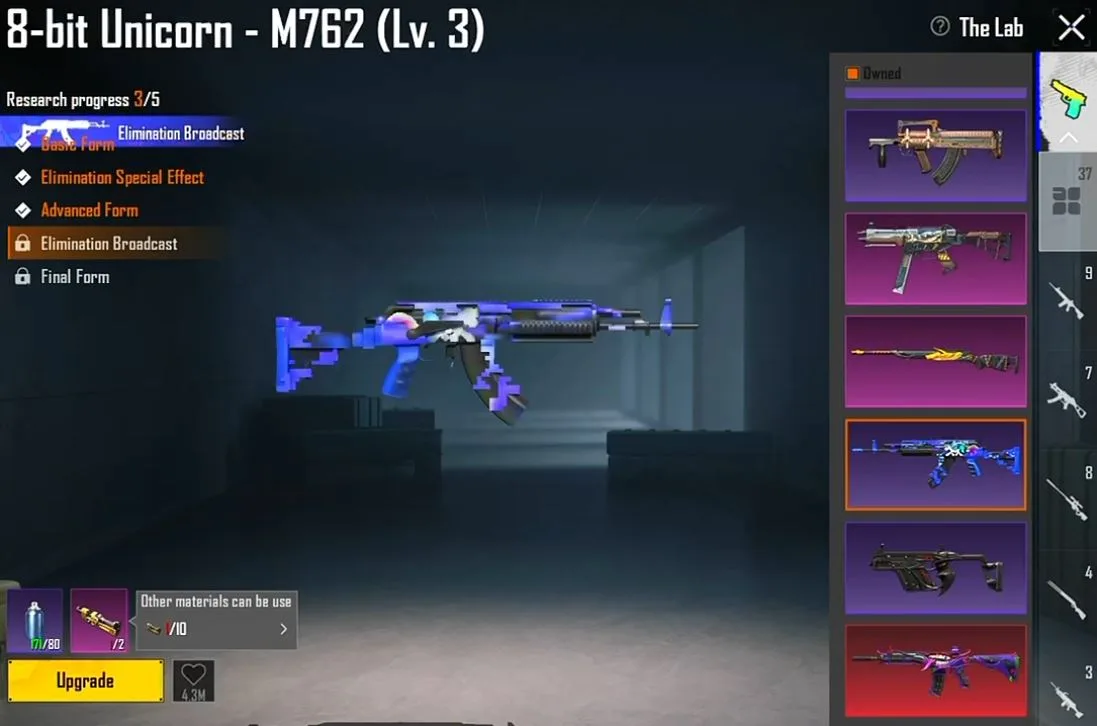 8-bit Unicorn - M762 (Lv. 3)
The Lab
Research progress 3/5
Elimination Broadcast
Basic Form
Elimination Special Effect
Advanced Form
Elimination Broadcast
Final Form
Owned
37
9
7
8
4
3
171/80
/2
Other materials can be use
1/10
Upgrade
4.3M